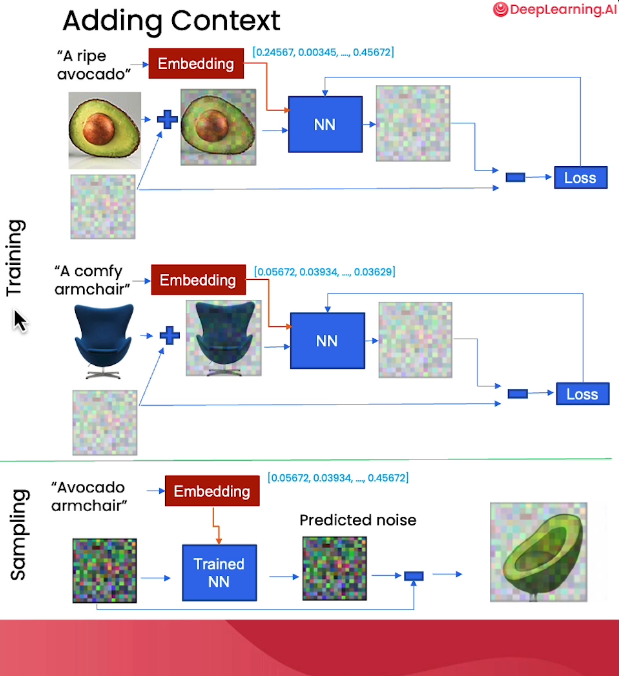 DeepLearning.AI
Adding Context
"A ripe
avocado"
Embedding
[0.24567, 0.00345, ..., 0.45672]
NN
Loss
Training
"A comfy
armchair"
Embedding
[0.05672, 0.03934, ..., 0.03629]
NN
Loss
Sampling
"Avocado
armchair"
Embedding
[0.05672, 0.03934, ..., 0.45672]
Predicted noise
Trained
NN